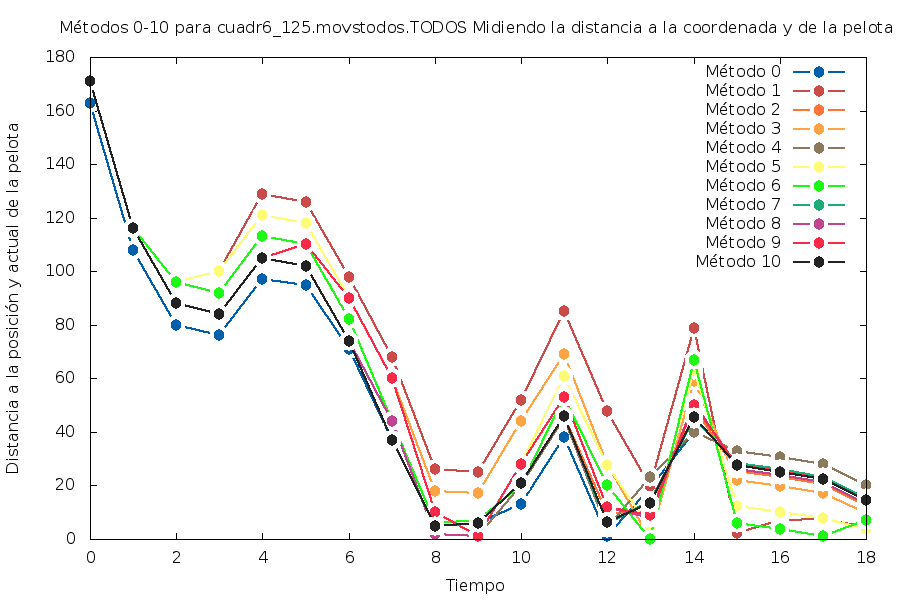 Métodos 0-10 para cuadr6_125.movstodos.TODOS Midiendo la distancia a la coordenada y de la pelota
180
160
140
120
100
80
60
40
20
0
Distancia a la posición y actual de la pelota
Método 0
Método 1
Método 2
Método 3
Método 4
Método 5
Método 6
Método 7
Método 8
Método 9
Método 10
0 2 4 6 8 10 12 14 16 18
Tiempo